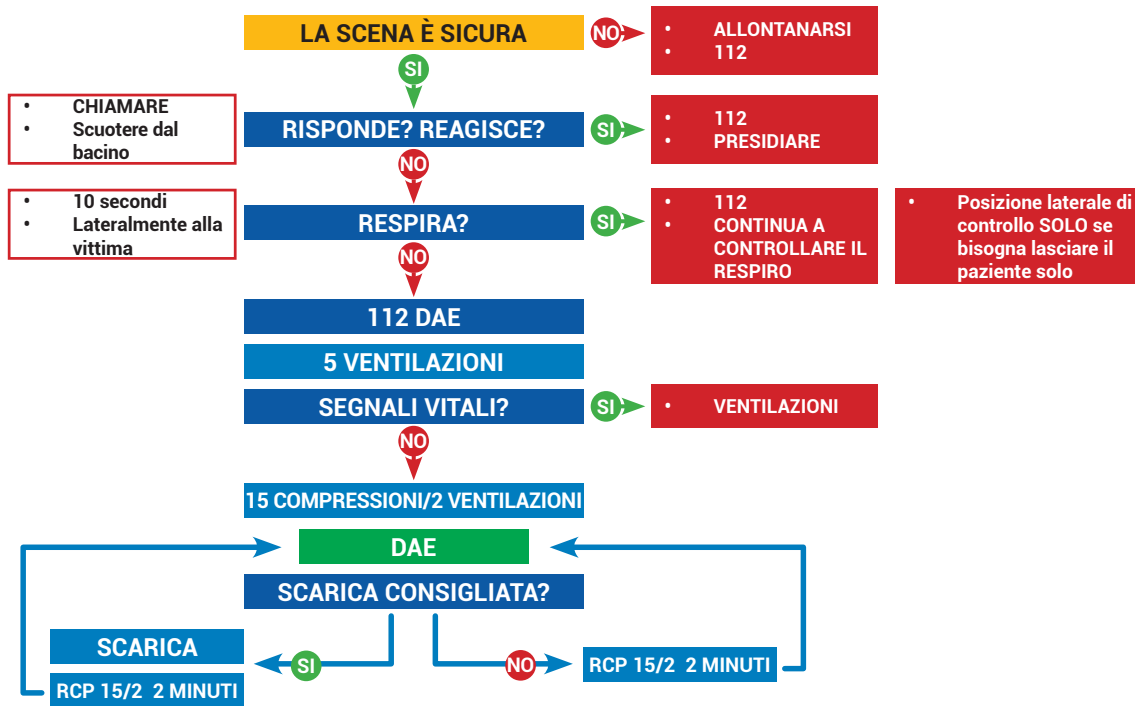 LA SCENA È SICURA
NO
• ALLONTANARSI
• 112
SI
• CHIAMARE
• Scuotere dal
bacino
RISPONDE? REAGISCE?
SI
• 112
• PRESIDIARE
NO
• 10 secondi
• Lateralmente alla
vittima
RESPIRA?
SI
• 112
• CONTINUA A
CONTROLLARE IL
RESPIRO
• Posizione laterale di
controllo SOLO se
bisogna lasciare il
paziente solo
NO
112 DAE
5 VENTILAZIONI
SEGNALI VITALI?
SI
• VENTILAZIONI
NO
15 COMPRESSIONI/2 VENTILAZIONI
DAE
SCARICA CONSIGLIATA?
SCARICA
SI
NO
RCP 15/2 2 MINUTI
RCP 15/2 2 MINUTI